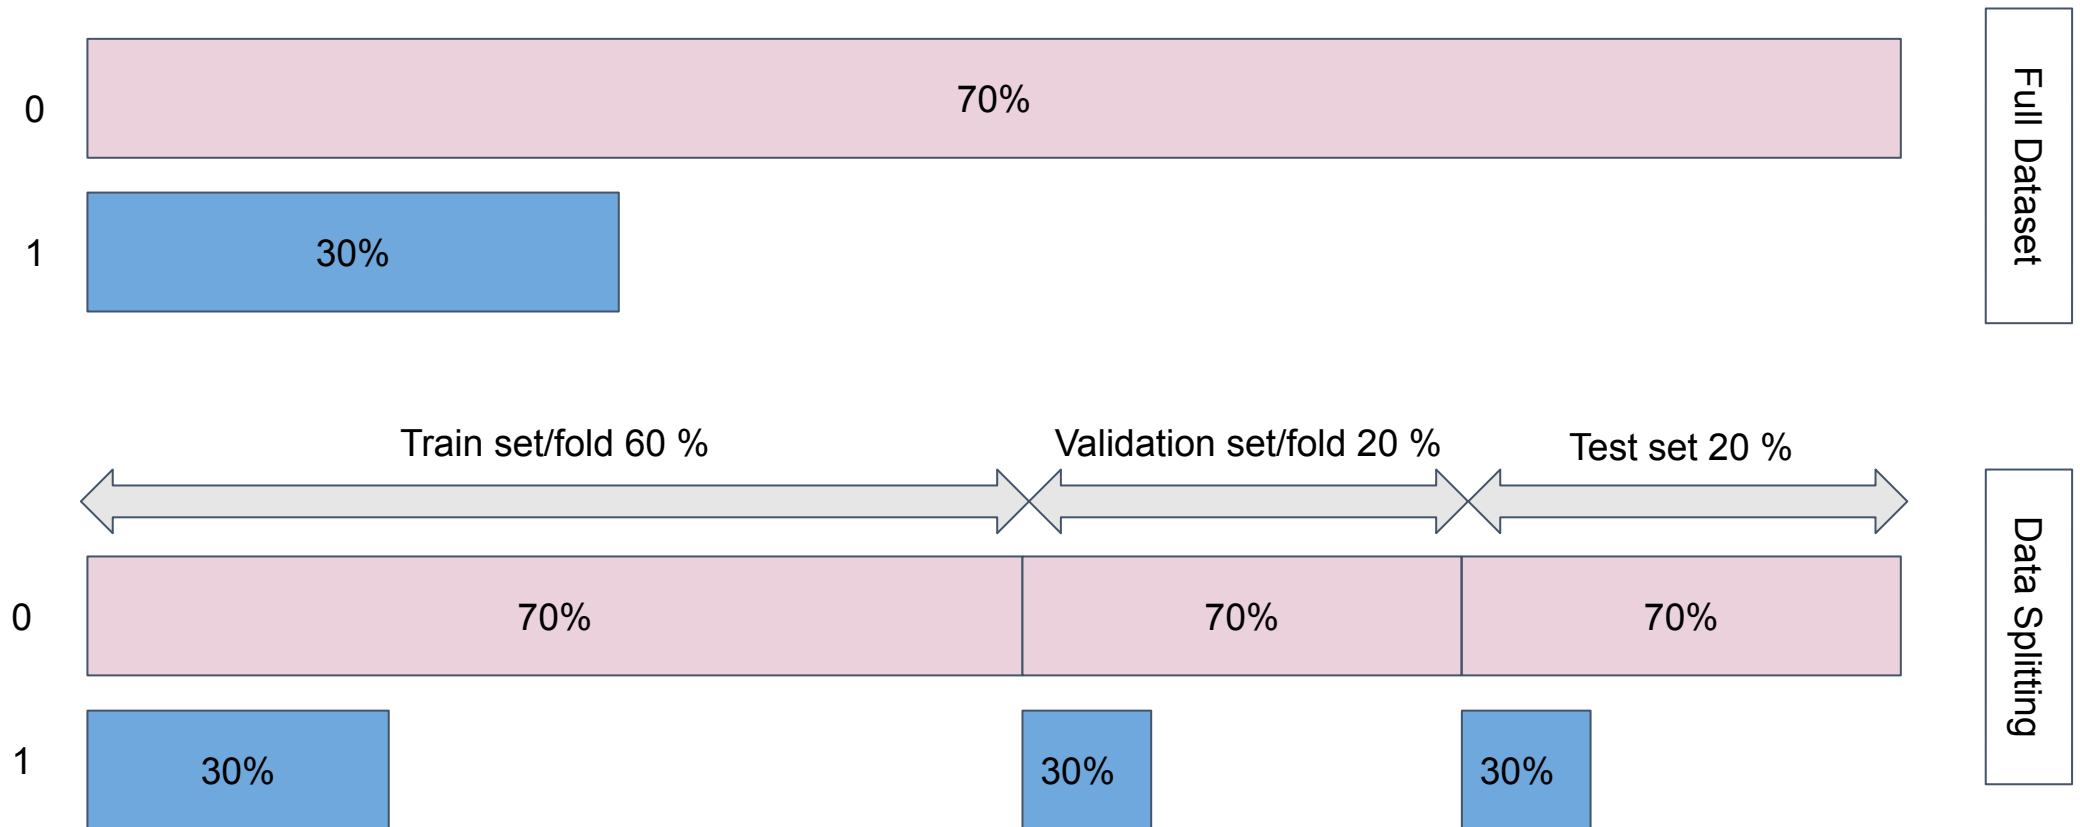 0
70%
Full Dataset
1
30%
Train set/fold 60 %
Validation set/fold 20 %
Test set 20 %
0
70%
70%
70%
Data Splitting
1
30%
30%
30%